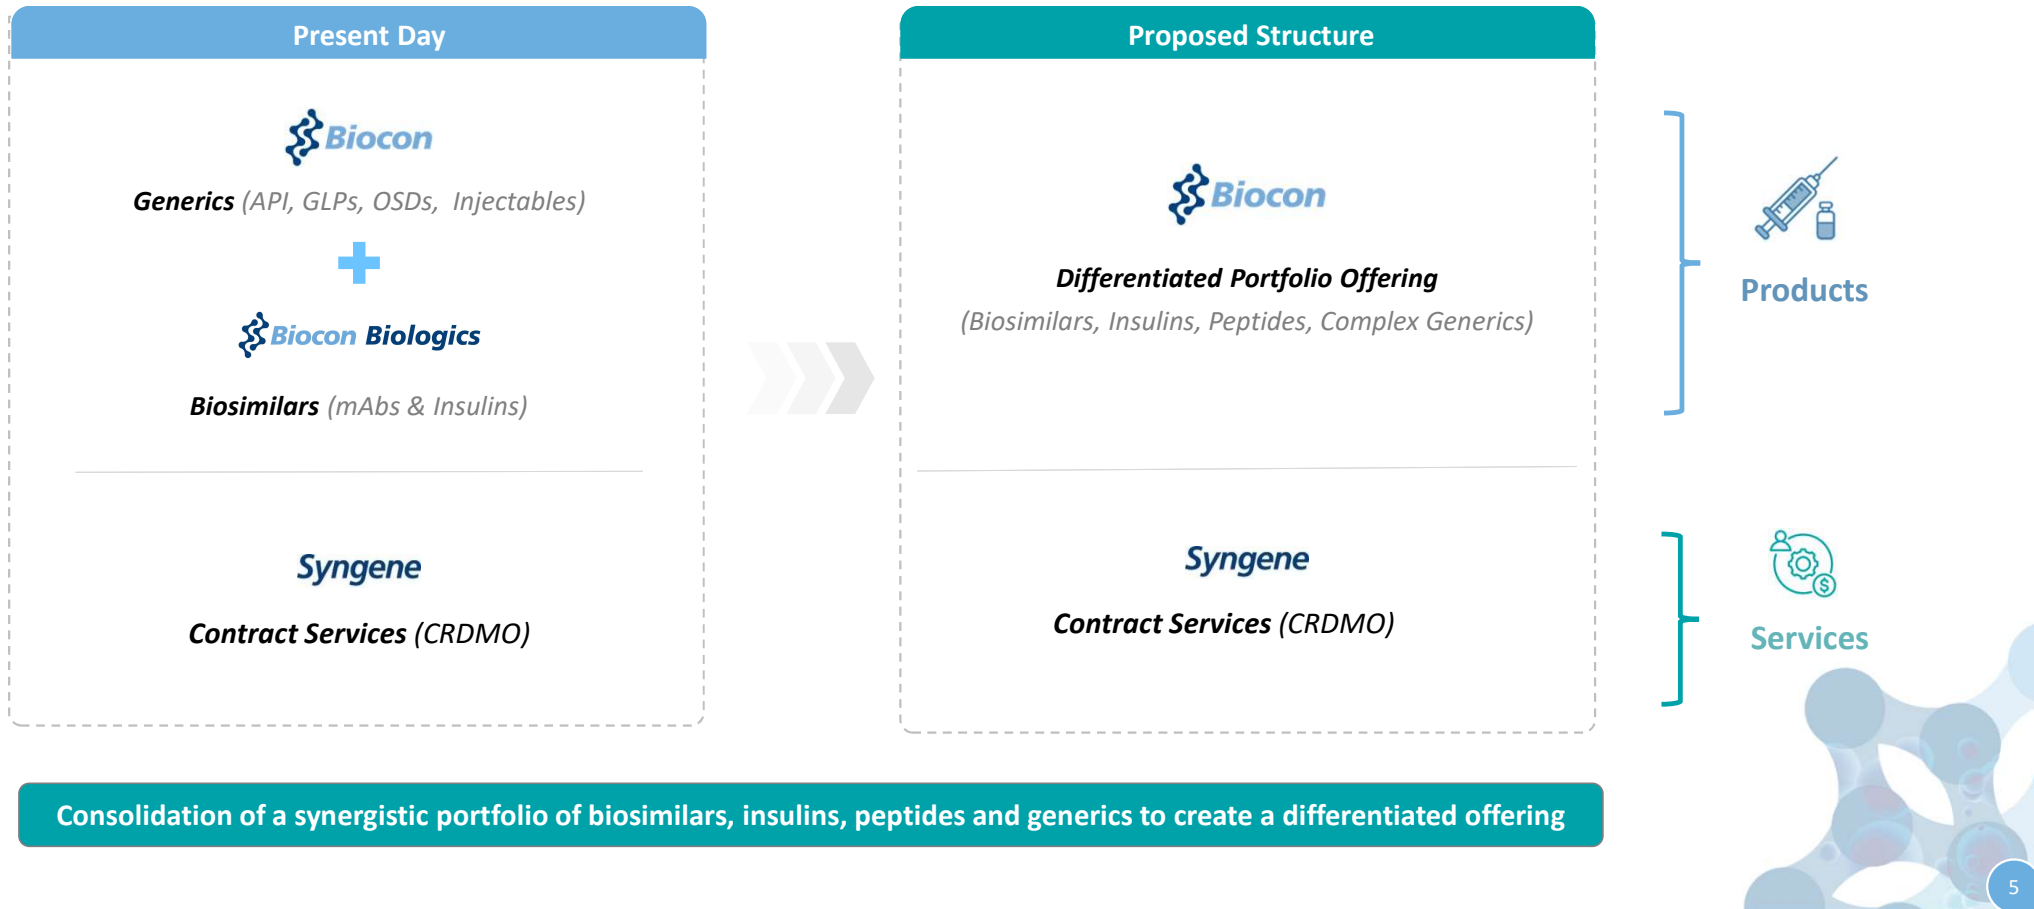 Present Day
Biocon
Generics (API, GLPs, OSDs, Injectables)
Biocon Biologics
Biosimilars (mAbs & Insulins)
Syngene
Contract Services (CRDMO)
Proposed Structure
Biocon
Differentiated Portfolio Offering
(Biosimilars, Insulins, Peptides, Complex Generics)
Syngene
Contract Services (CRDMO)
Products
$
Services
Consolidation of a synergistic portfolio of biosimilars, insulins, peptides and generics to create a differentiated offering
5